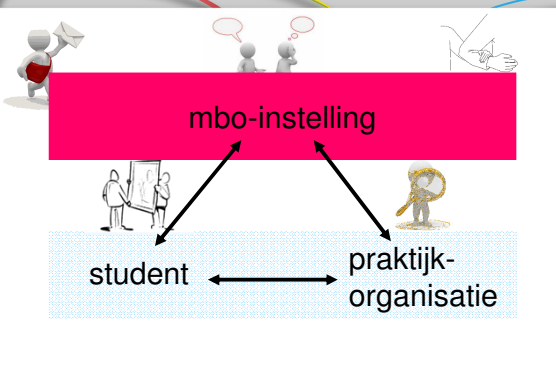 mbo-instelling
student
praktijk-
organisatie